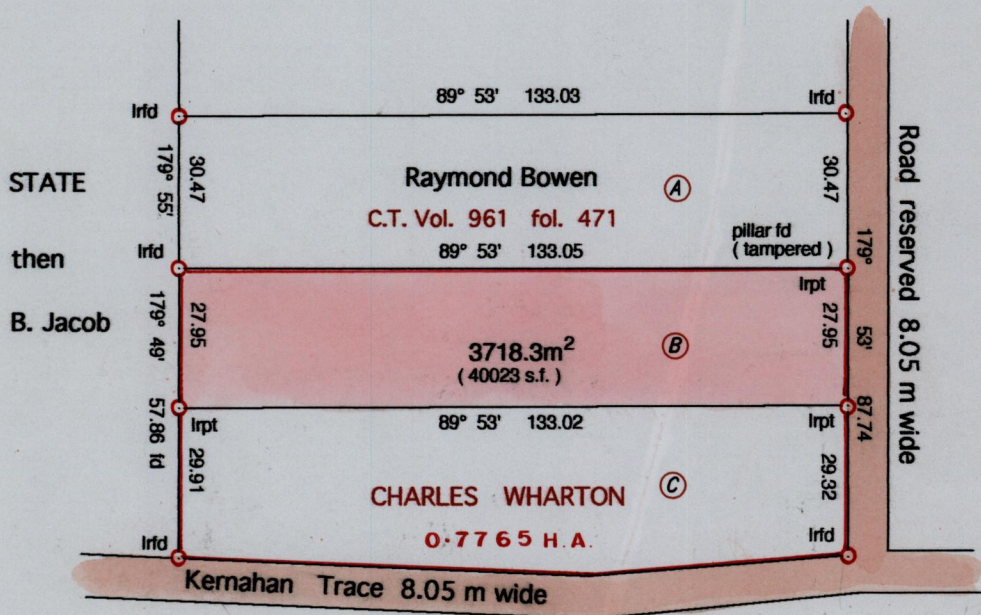 89° 53' 133.03
Irfd
Irfd
STATE
then
B. Jacob
179° 55'
30.47
Raymond Bowen
A
C.T. Vol. 961 fol. 471
30.47
Road reserved 8.05 m wide
Irfd
89° 53' 133.05
pillar fd
( tampered )
179° 53' 87.74
Irpt
179° 49' 57.86 fd
27.95
3718.3m²
( 40023 s.f. )
B
27.95
Irpt
89° 53' 133.02
Irpt
29.91
CHARLES WHARTON
C
0.7765 H.A.
29.32
Irfd
Irfd
Kernahan Trace 8.05 m wide